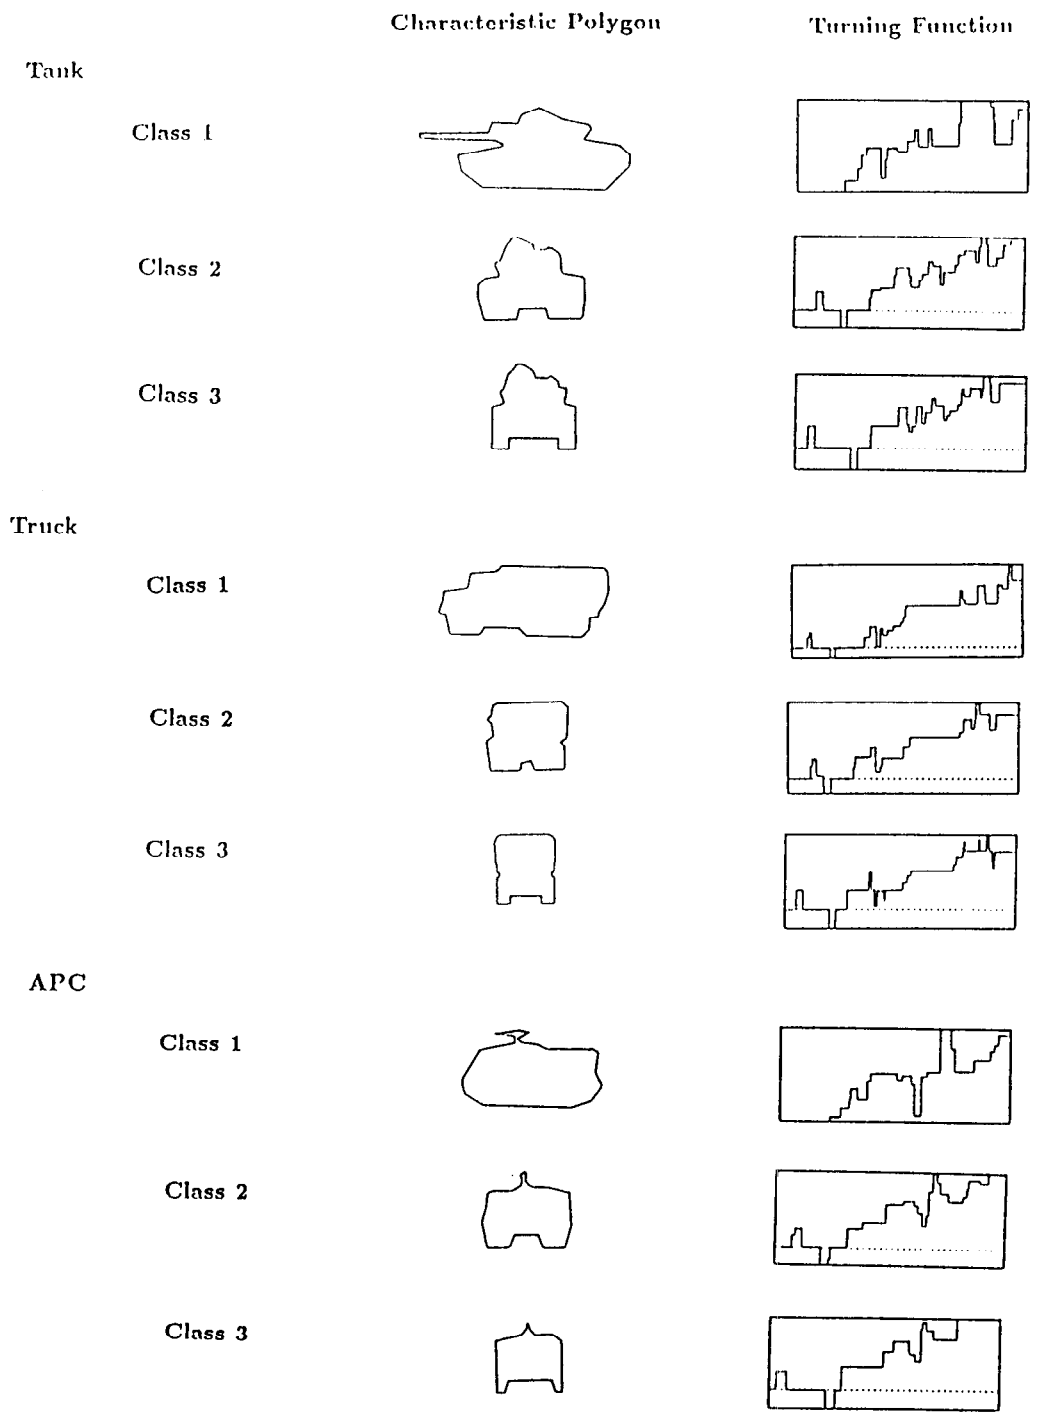 Characteristic Polygon Turning Function
Tank
Class 1
Class 2
Class 3
Truck
Class 1
Class 2
Class 3
APC
Class 1
Class 2
Class 3